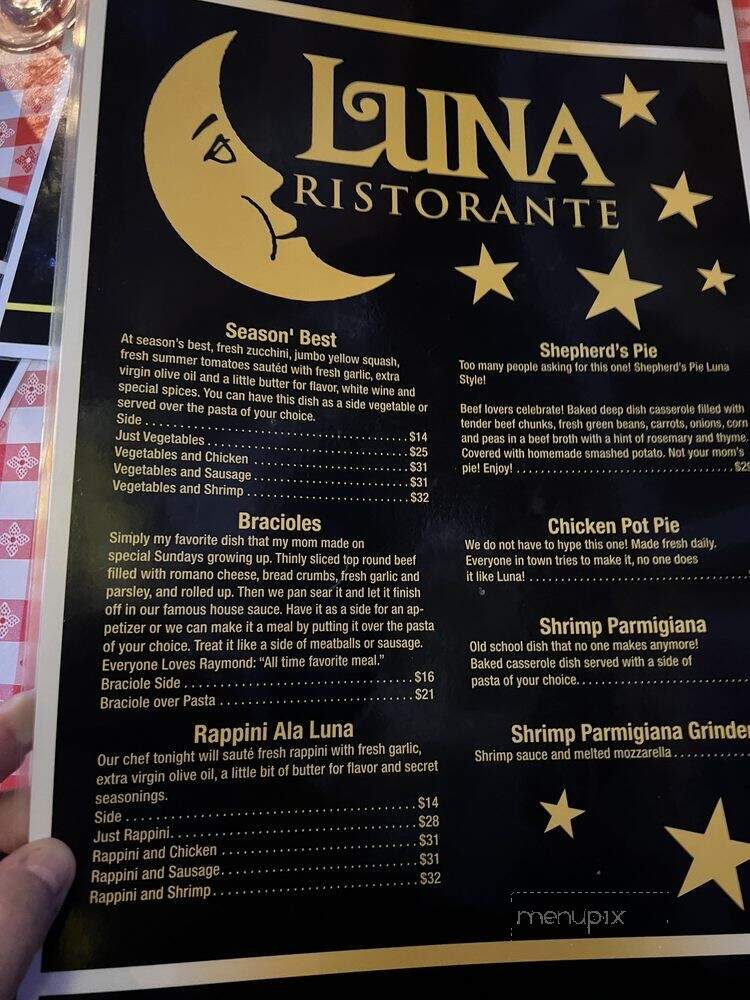 LUNA
RISTORANTE
Season' Best
At season's best, fresh zucchini, jumbo yellow squash,
fresh summer tomatoes sautéd with fresh garlic, extra
virgin olive oil and a little butter for flavor, white wine and
special spices. You can have this dish as a side vegetable or
served over the pasta of your choice.
Side ........................................ $14
Just Vegetables ........................................ $25
Vegetables and Chicken ........................................ $31
Vegetables and Sausage ........................................ $31
Vegetables and Shrimp ........................................ $32
Bracioles
Simply my favorite dish that my mom made on
special Sundays growing up. Thinly sliced top round beef
filled with romano cheese, bread crumbs, fresh garlic and
parsley, and rolled up. Then we pan sear it and let it finish
off in our famous house sauce. Have it as a side for an ap-
petizer or we can make it a meal by putting it over the pasta
of your choice. Treat it like a side of meatballs or sausage.
Everyone Loves Raymond: "All time favorite meal."
Braciole Side ........................................ $16
Braciole over Pasta ........................................ $21
Rappini Ala Luna
Our chef tonight will sauté fresh rappini with fresh garlic,
extra virgin olive oil, a little bit of butter for flavor and secret
seasonings.
Side ........................................ $14
Just Rappini ........................................ $28
Rappini and Chicken ........................................ $31
Rappini and Sausage ........................................ $31
Rappini and Shrimp ........................................ $32
Shepherd's Pie
Too many people asking for this one! Shepherd's Pie Luna
Style!
Beef lovers celebrate! Baked deep dish casserole filled with
tender beef chunks, fresh green beans, carrots, onions, corn
and peas in a beef broth with a hint of rosemary and thyme.
Covered with homemade smashed potato. Not your mom's
pie! Enjoy! ........................................
Chicken Pot Pie
We do not have to hype this one! Made fresh daily.
Everyone in town tries to make it, no one does
it like Luna! ........................................
Shrimp Parmigiana
Old school dish that no one makes anymore!
Baked casserole dish served with a side of
pasta of your choice. ........................................
Shrimp Parmigiana Grinder
Shrimp sauce and melted mozzarella ...............
menupix